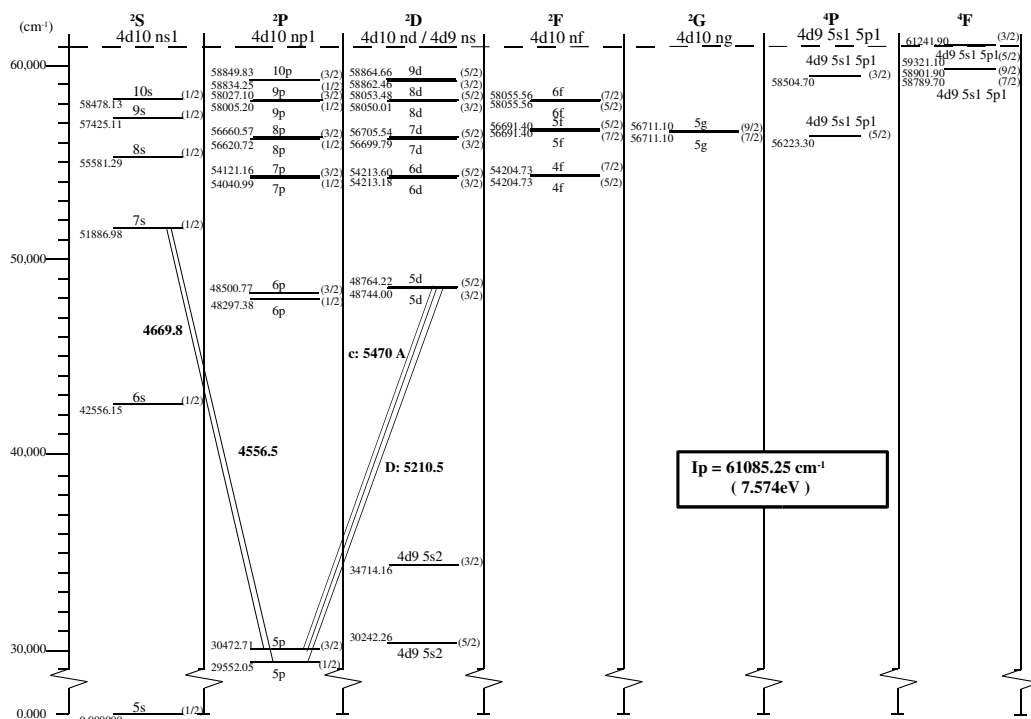 (cm-1)
2S
2P
2D
2F
2G
4P
4F
4d10 ns1
4d10 np1
4d10 nd / 4d9 ns
4d10 nf
4d10 ng
4d9 5s1 5p1
61241.90
(3/2)
4d9 5s1 5p1
60,000
50,000
40,000
30,000
0.000
10s
(1/2)
58478.13
9s
(1/2)
57425.11
8s
(1/2)
55581.29
7s
(1/2)
51886.98
6s
(1/2)
42556.15
5s
(1/2)
58849.83
10p
(3/2)
58834.25
(1/2)
58027.10
9p
(3/2)
58005.20
(1/2)
9p
56660.57
8p
(3/2)
56620.72
(1/2)
8p
54121.16
7p
(3/2)
54040.99
(1/2)
7p
48500.77
6p
(3/2)
48297.38
(1/2)
6p
30472.71
5p
(3/2)
29552.05
(1/2)
5p
58864.66
9d
(5/2)
58862.46
(3/2)
58053.48
8d
(5/2)
58050.01
(3/2)
8d
56705.54
7d
(5/2)
56699.79
(3/2)
7d
54213.60
6d
(5/2)
54213.18
(3/2)
6d
48764.22
5d
(5/2)
48744.00
(3/2)
5d
4d9 5s2
(3/2)
34714.16
30242.26
(5/2)
4d9 5s2
58055.56
6f
(7/2)
58055.56
(5/2)
6f
56691.40
5f
(5/2)
56691.40
(7/2)
5f
54204.73
4f
(7/2)
54204.73
(5/2)
4f
56711.10
5g
(9/2)
56711.10
(7/2)
5g
4d9 5s1 5p1
58504.70
(3/2)
4d9 5s1 5p1
56223.30
(5/2)
59321.10
(5/2)
58901.90
(9/2)
58789.70
(7/2)
4d9 5s1 5p1
4669.8
4556.5
c: 5470 A
D: 5210.5
Ip = 61085.25 cm-1
( 7.574eV )